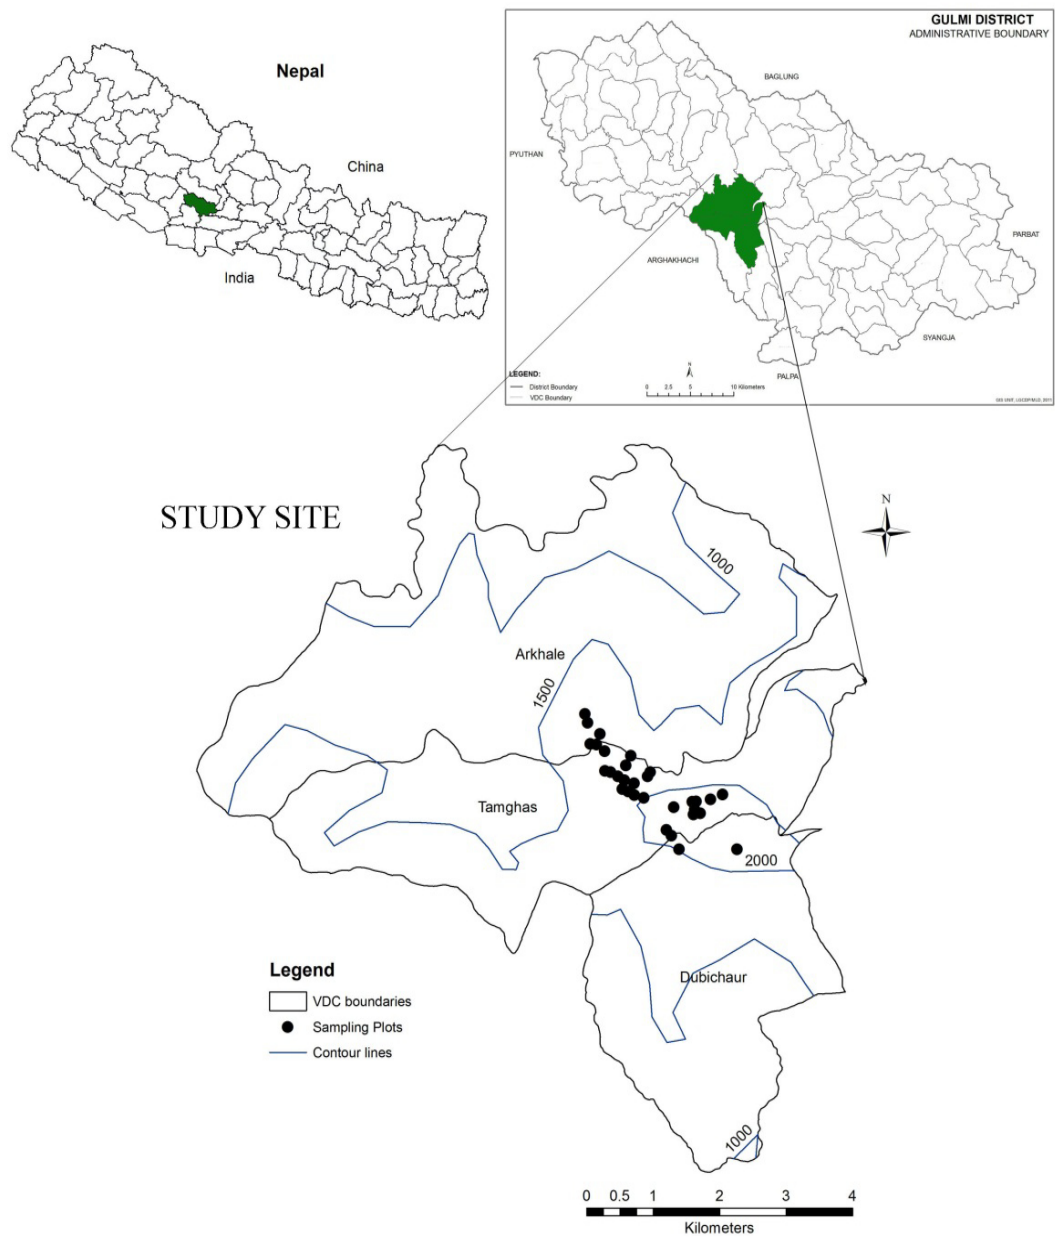 Nepal
China
India
GULMI DISTRICT
ADMINISTRATIVE BOUNDARY
BAGLUNG
PYUTHAN
PARBAT
ARGHAKHACHI
SYANGJA
PALPA
LEGEND:
District Boundary
VDC Boundary
N
0 2.5 5 10 Kilometers
STUDY SITE
N
1000
Arkhale
1500
Tamghas
2000
Dubichaur
1000
Legend
VDC boundaries
Sampling Plots
Contour lines
0 0.5 1 2 3 4
Kilometers